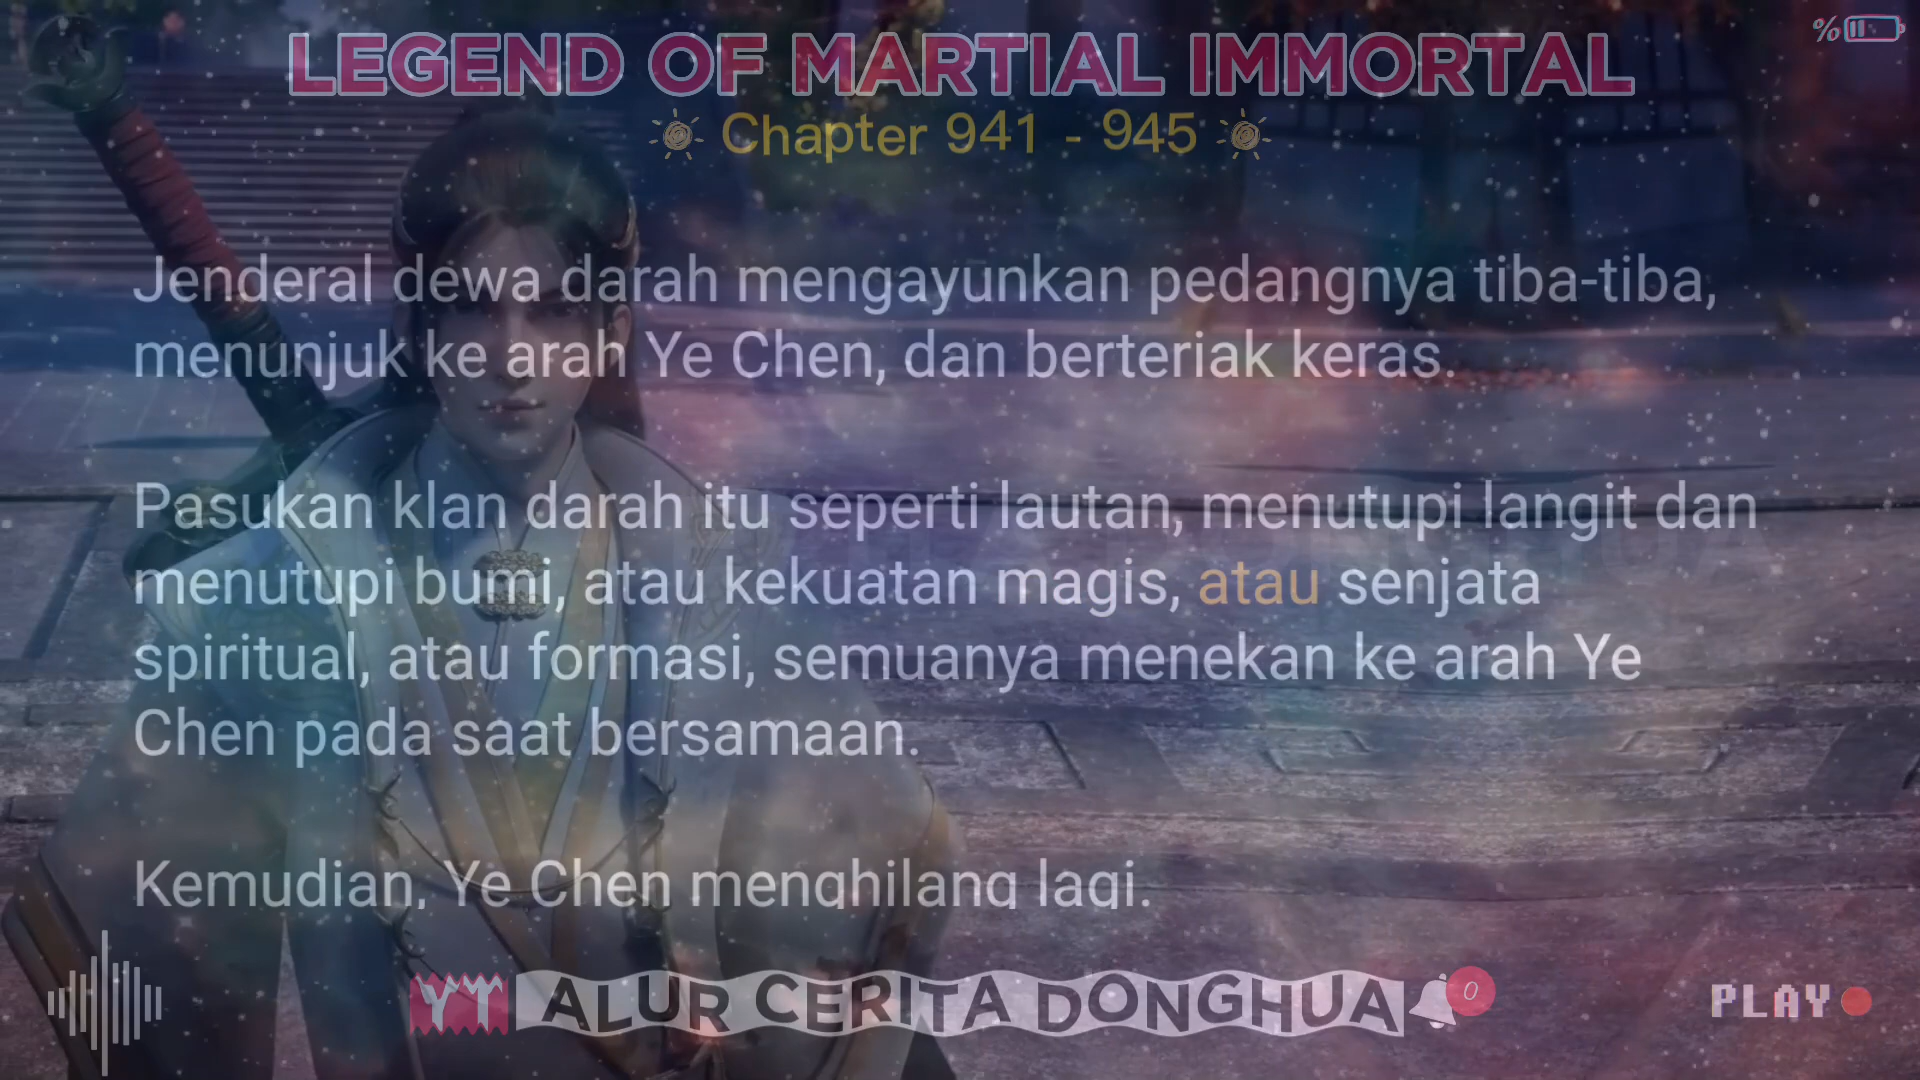 %
LEGEND OF MARTIAL IMMORTAL
Chapter 941 - 945
Jenderal dewa darah mengayunkan pedangnya tiba-tiba,
menunjuk ke arah Ye Chen, dan berteriak keras.
Pasukan klan darah itu seperti lautan, menutupi langit dan
menutupi bumi, atau kekuatan magis, atau senjata
spiritual, atau formasi, semuanya menekan ke arah Ye
Chen pada saat bersamaan.
Kemudian, Ye Chen menghilang lagi.
YT ALUR CERITA DONGHUA 0
PLAY